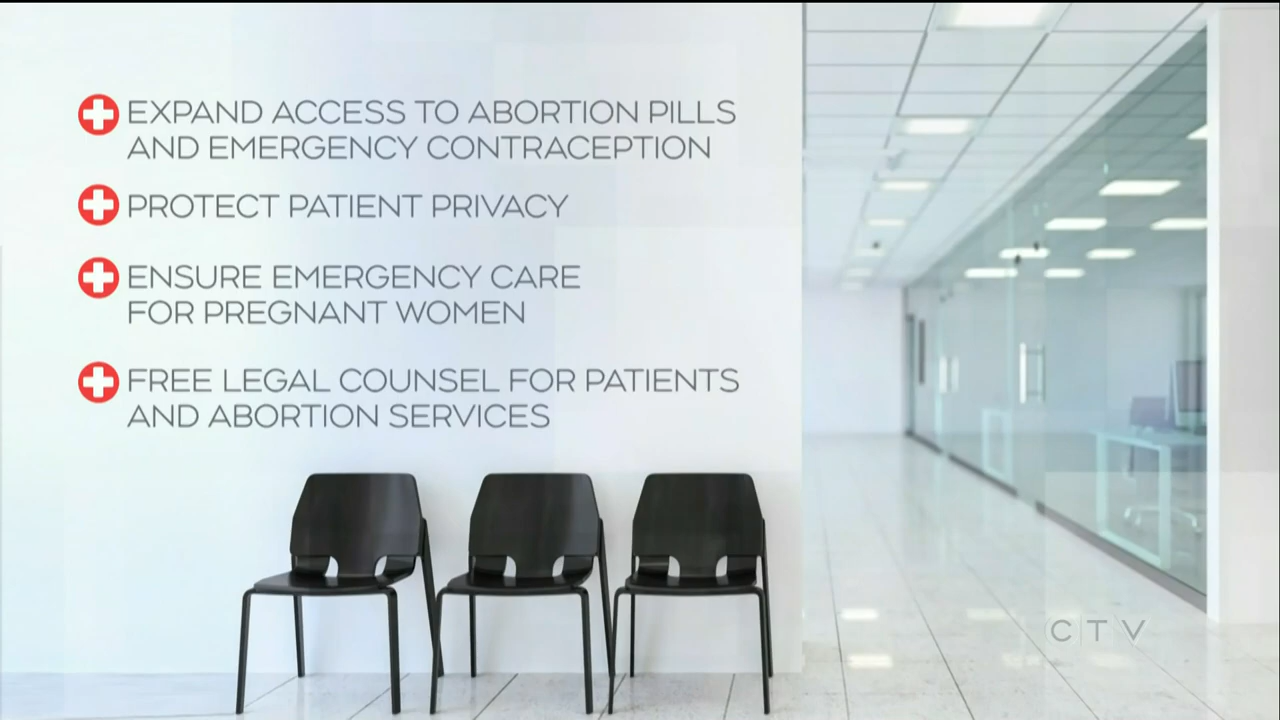 EXPAND ACCESS TO ABORTION PILLS
AND EMERGENCY CONTRACEPTION
PROTECT PATIENT PRIVACY
ENSURE EMERGENCY CARE
FOR PREGNANT WOMEN
FREE LEGAL COUNSEL FOR PATIENTS
AND ABORTION SERVICES
CTV